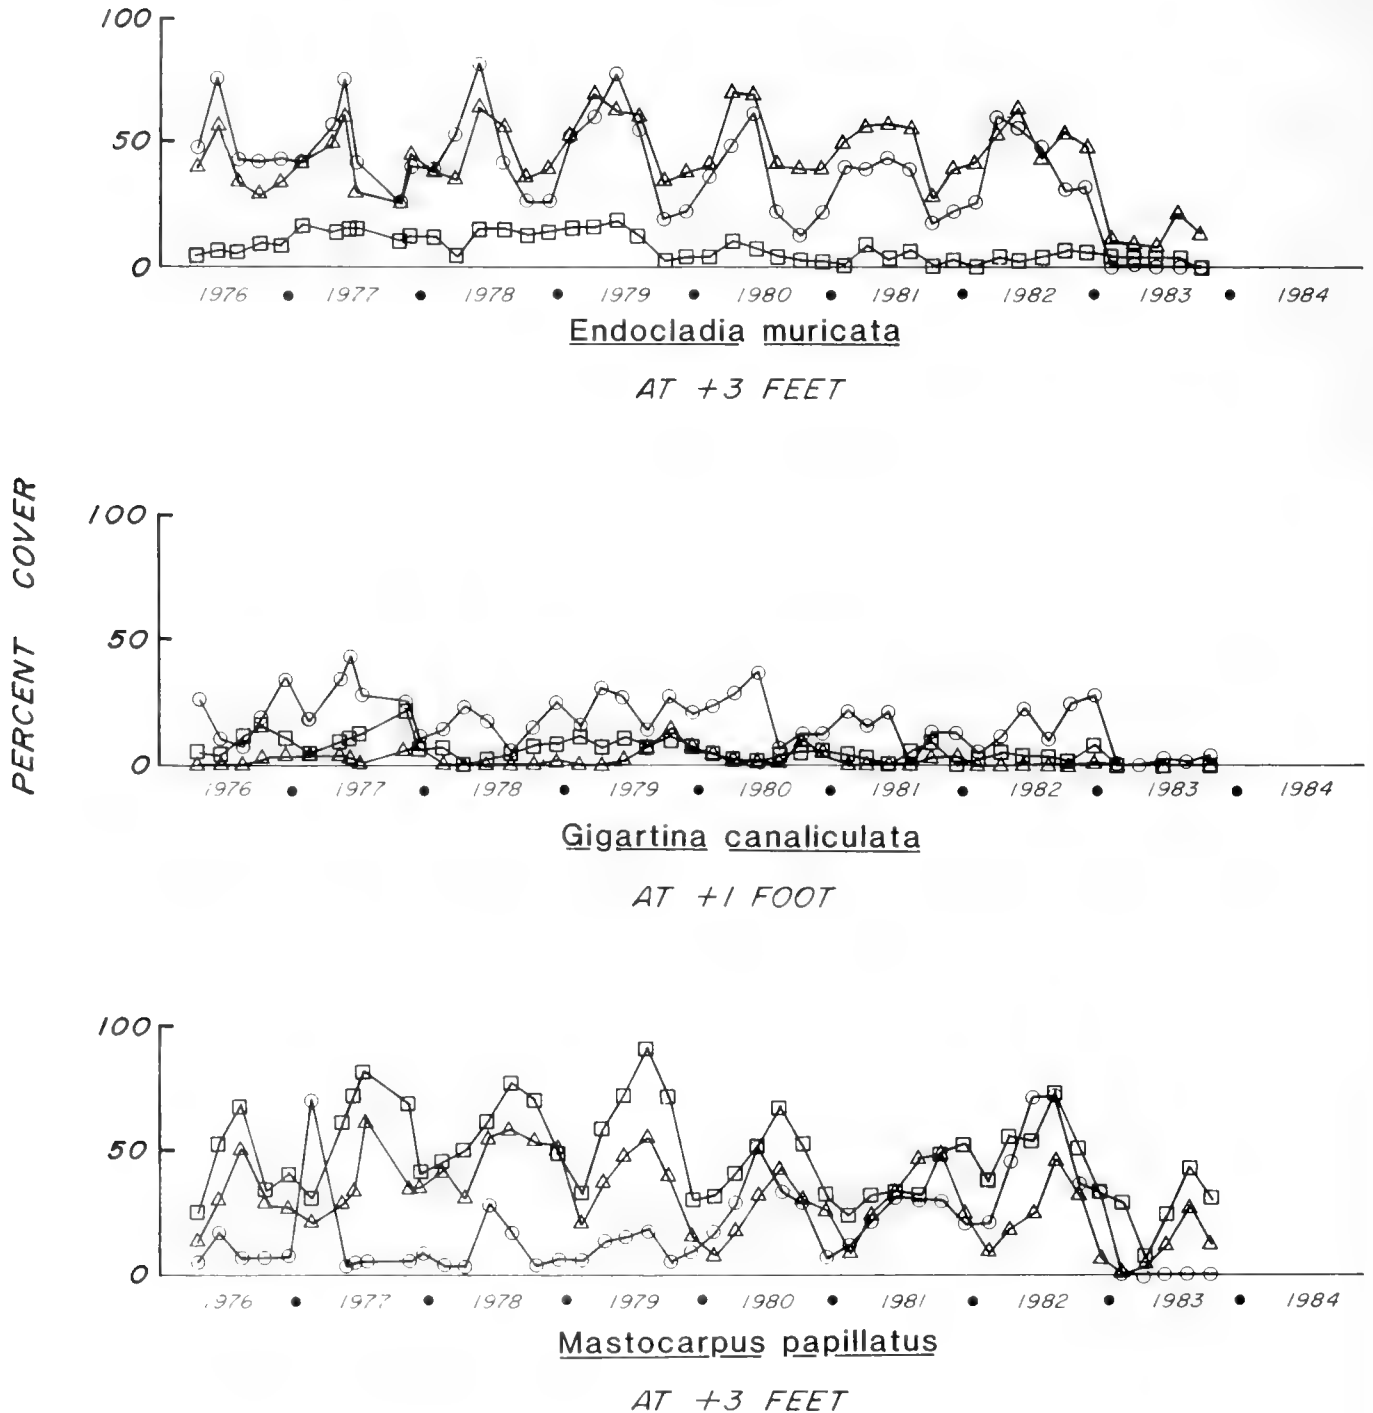 100
50
0
1976 • 1977 • 1978 • 1979 • 1980 • 1981 • 1982 • 1983 • 1984
Endocladia muricata
AT +3 FEET
PERCENT COVER
100
50
0
1976 • 1977 • 1978 • 1979 • 1980 • 1981 • 1982 • 1983 • 1984
Gigartina canaliculata
AT +1 FOOT
100
50
0
1976 • 1977 • 1978 • 1979 • 1980 • 1981 • 1982 • 1983 • 1984
Mastocarpus papillatus
AT +3 FEET